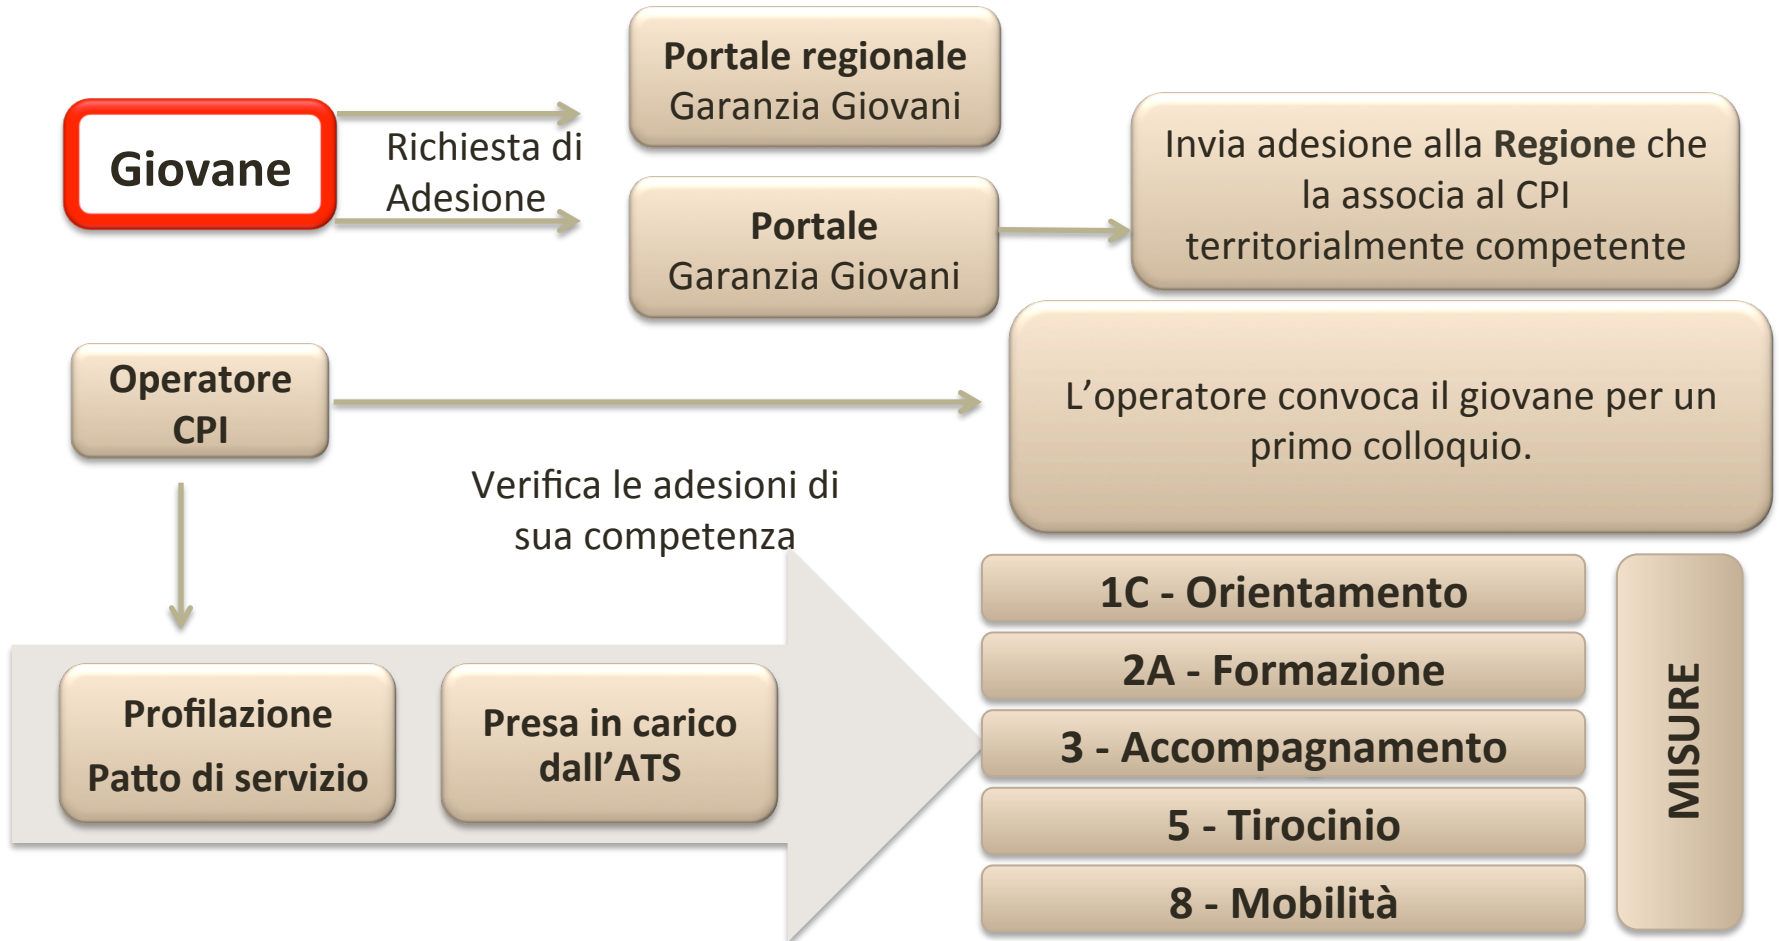 Giovane
Richiesta di
Adesione
Portale regionale
Garanzia Giovani
Portale
Garanzia Giovani
Invia adesione alla Regione che
la associa al CPI
territorialmente competente
Operatore
CPI
L’operatore convoca il giovane per un
primo colloquio.
Verifica le adesioni di
sua competenza
Profilazione
Patto di servizio
Presa in carico
dall’ATS
1C - Orientamento
2A - Formazione
3 - Accompagnamento
5 - Tirocinio
8 - Mobilità
MISURE